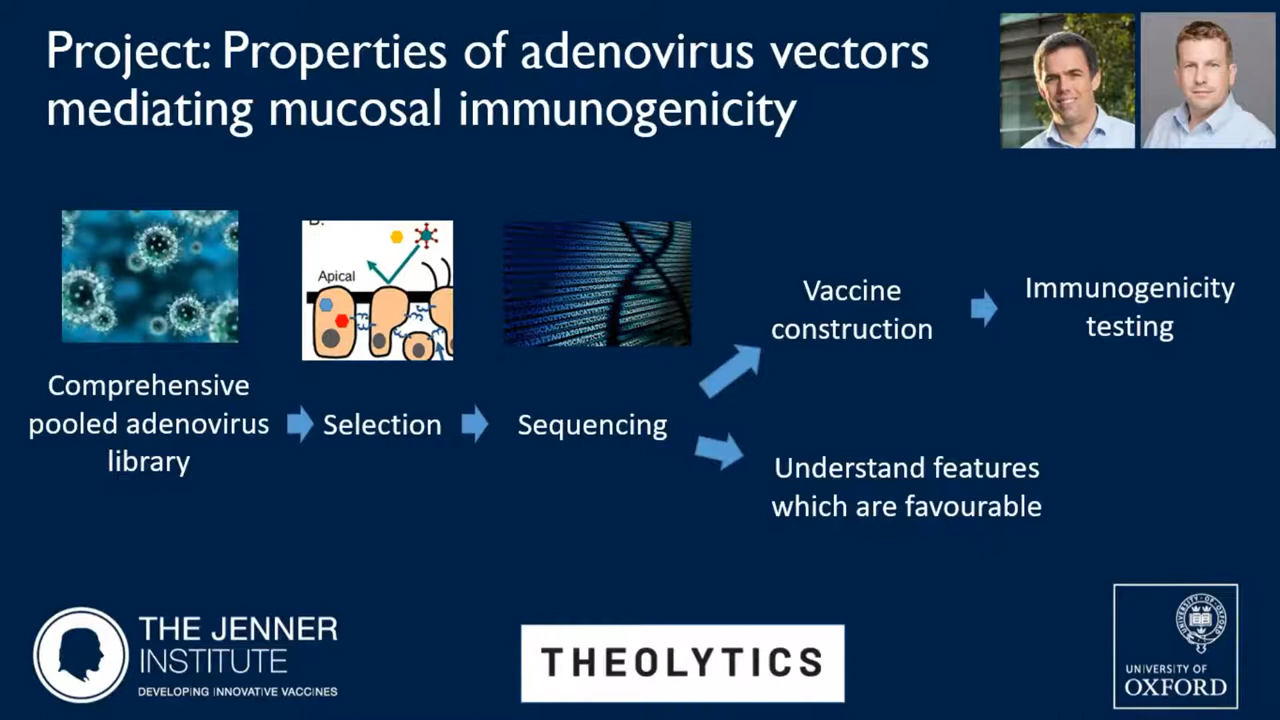 Project: Properties of adenovirus vectors
mediating mucosal immunogenicity
Apical
Comprehensive
pooled adenovirus
library
Selection
Sequencing
Vaccine
construction
Immunogenicity
testing
Understand features
which are favourable
THE JENNER
INSTITUTE
DEVELOPING INNOVATIVE VACCINES
THEOLYTICS
UNIVERSITY OF
OXFORD